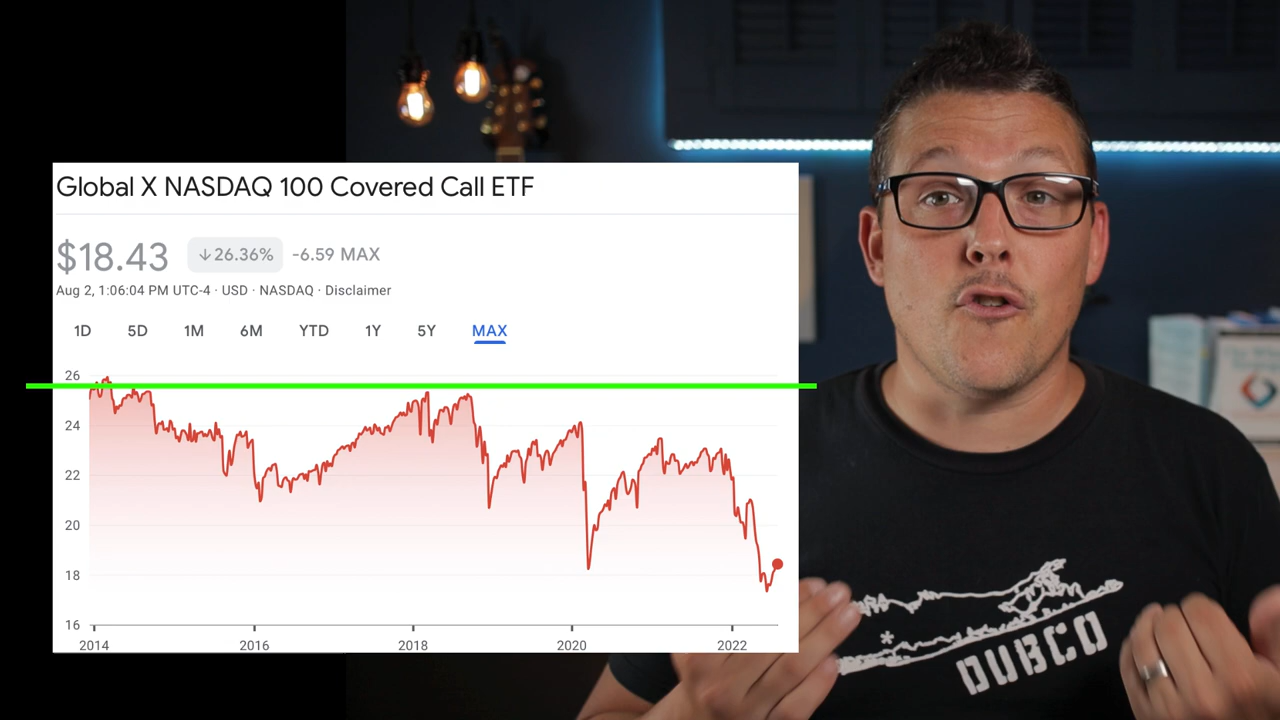 Global X NASDAQ 100 Covered Call ETF
$18.43 ↓26.36% -6.59 MAX
Aug 2, 1:06:04 PM UTC-4 · USD · NASDAQ · Disclaimer
1D 5D 1M 6M YTD 1Y 5Y MAX
26
24
22
20
18
16
2014 2016 2018 2020 2022
DUBCO